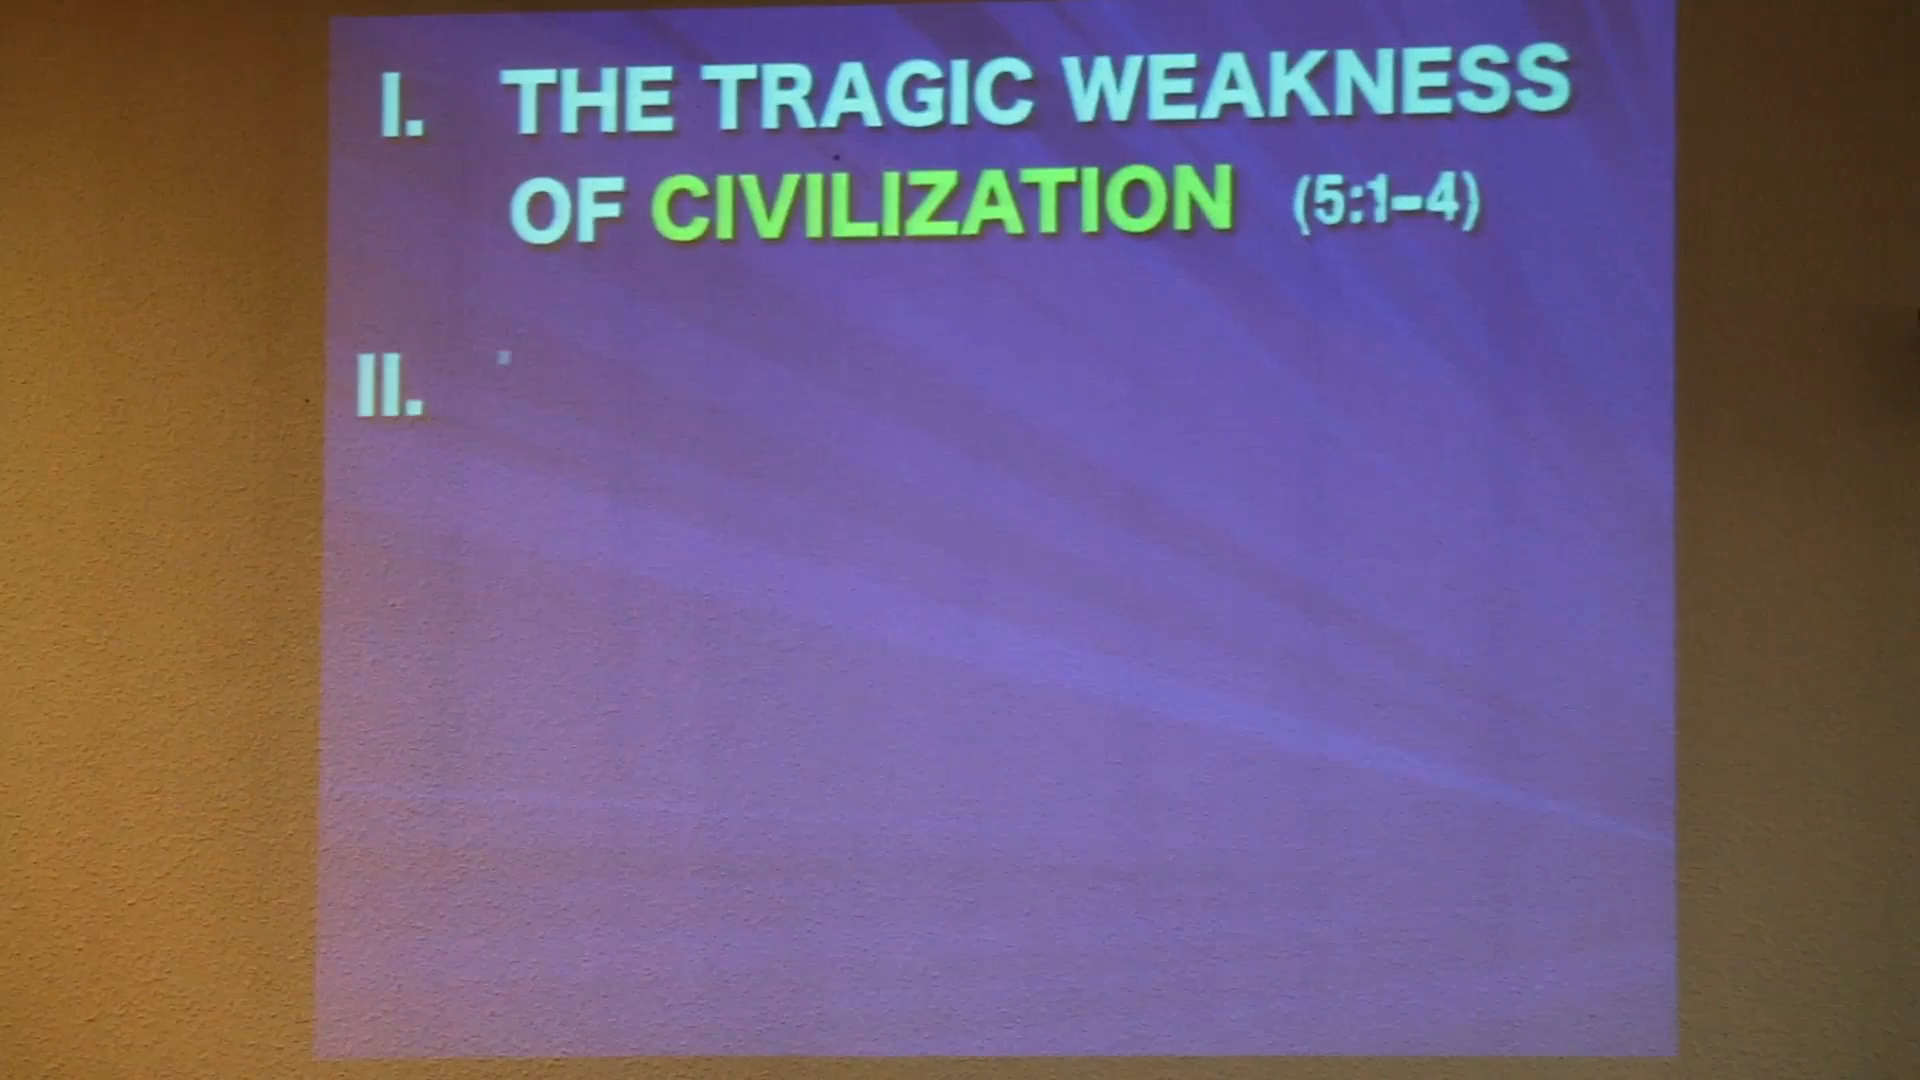 I. THE TRAGIC WEAKNESS
OF CIVILIZATION (5:1–4)
II.